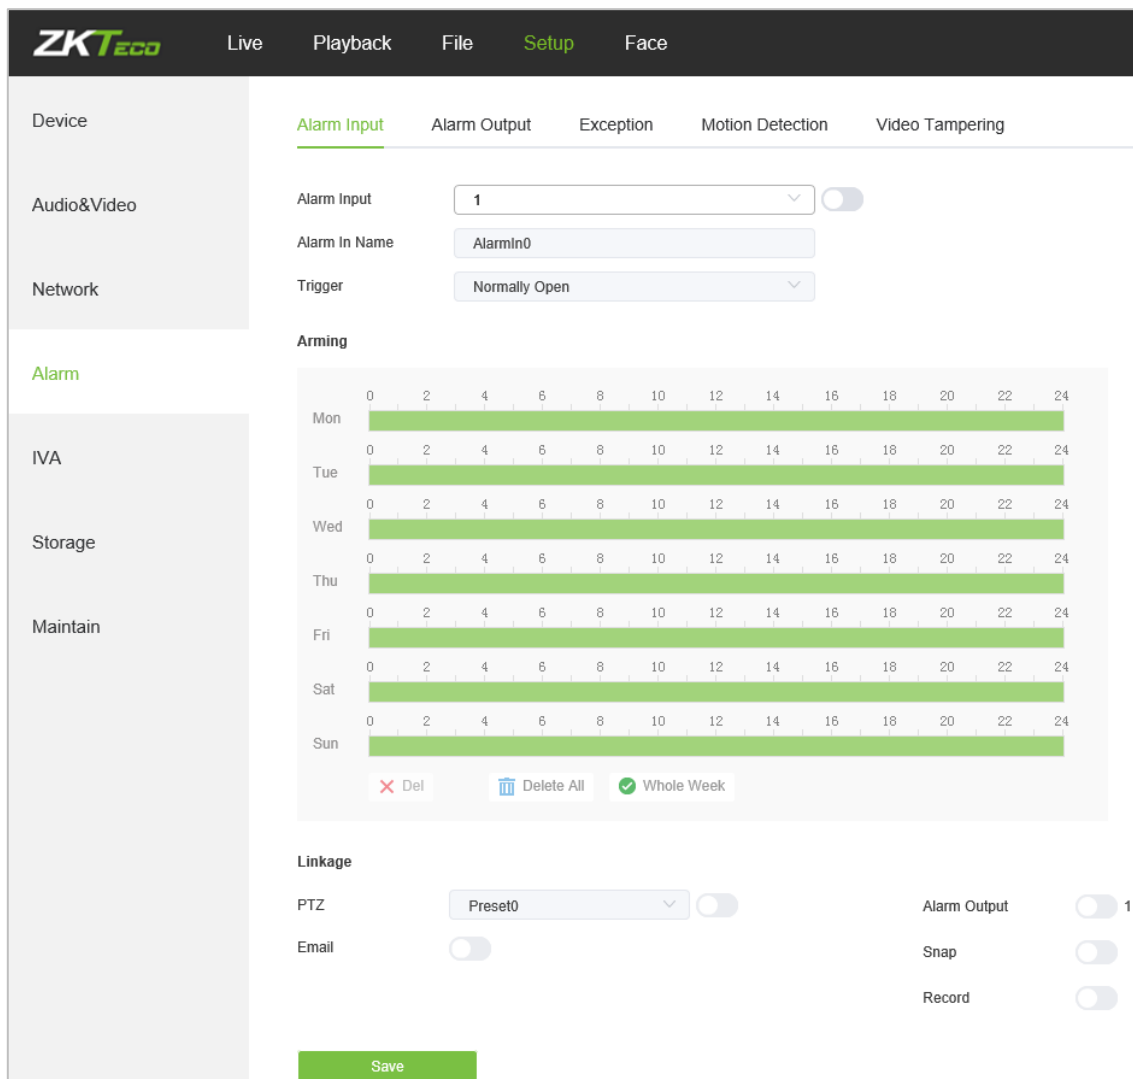 ZKTeco Live Playback File Setup Face
Device
Audio&Video
Network
Alarm
IVA
Storage
Maintain
Alarm Input Alarm Output Exception Motion Detection Video Tampering
Alarm Input 1
Alarm In Name AlarmIn0
Trigger Normally Open
Arming
0 2 4 6 8 10 12 14 16 18 20 22 24
Mon
0 2 4 6 8 10 12 14 16 18 20 22 24
Tue
0 2 4 6 8 10 12 14 16 18 20 22 24
Wed
0 2 4 6 8 10 12 14 16 18 20 22 24
Thu
0 2 4 6 8 10 12 14 16 18 20 22 24
Fri
0 2 4 6 8 10 12 14 16 18 20 22 24
Sat
0 2 4 6 8 10 12 14 16 18 20 22 24
Sun
Del Delete All Whole Week
Linkage
PTZ Preset0 Alarm Output 1
Email
Snap
Record
Save